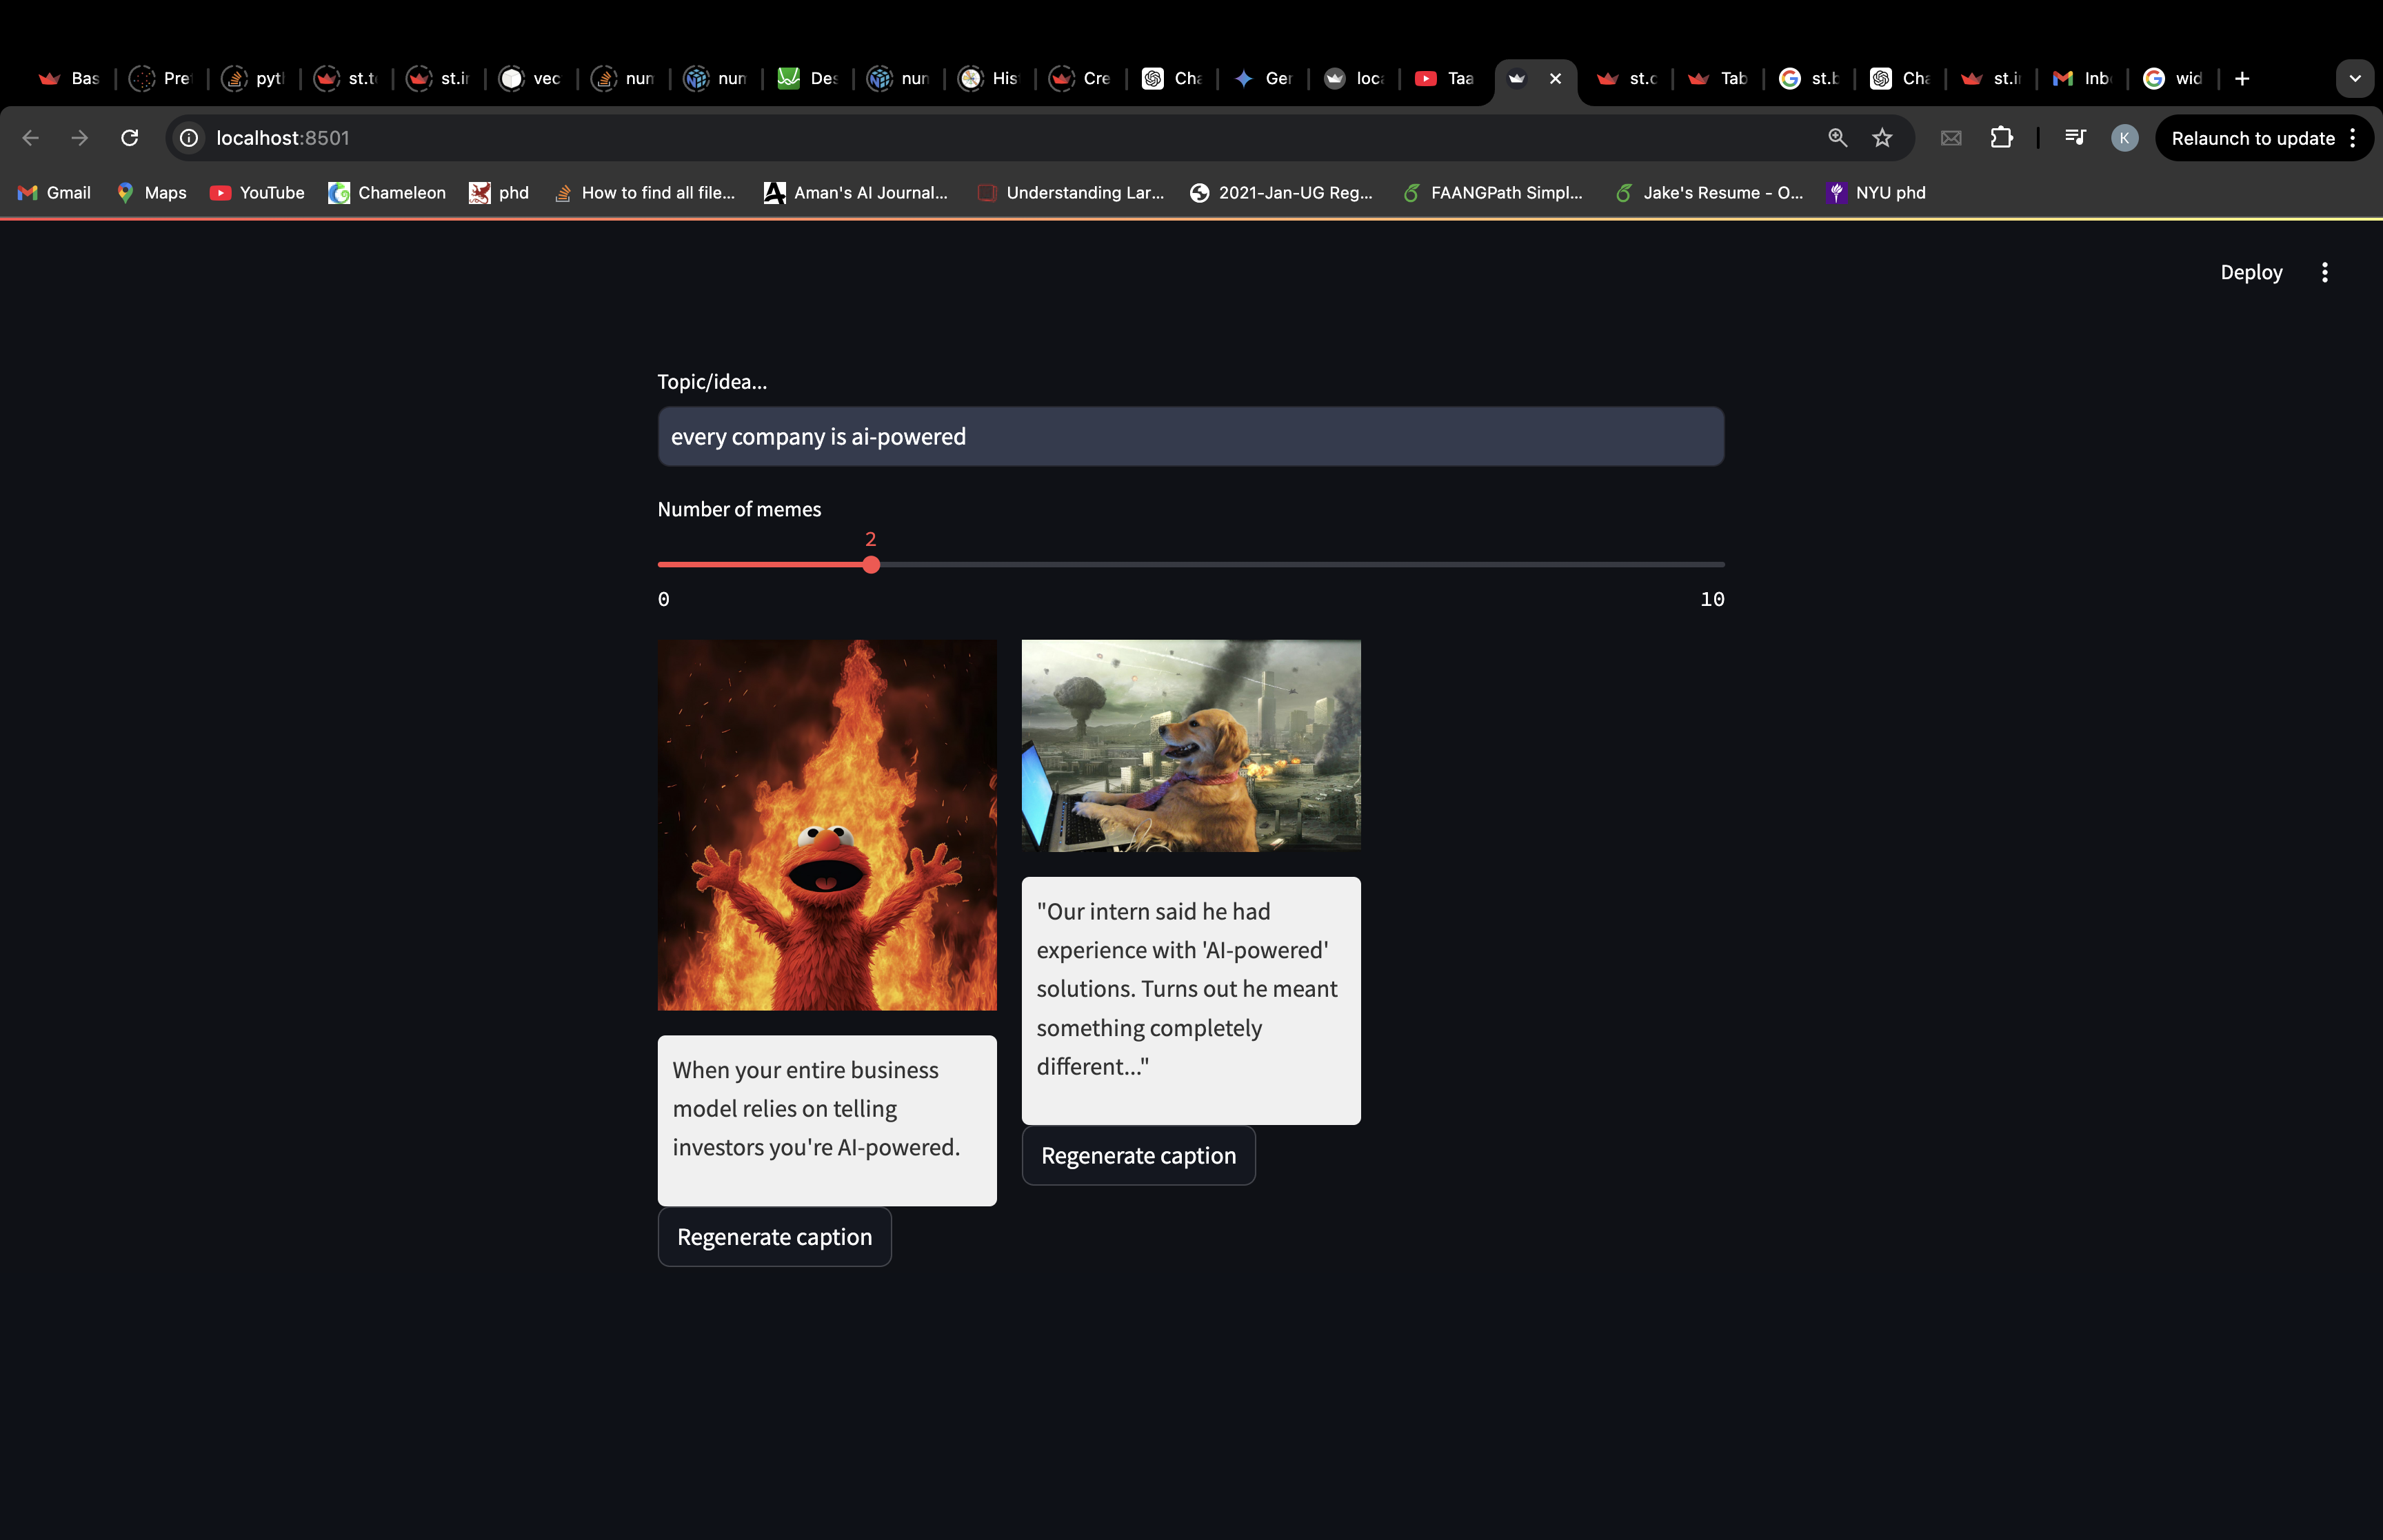 Bas
Pre
pyt
st.t
st.ir
vec
num
num
Des
nun
His
Cre
Cha
Ger
loca
Taa
st.c
Tab
st.b
Cha
st.ii
Inb
wid
localhost:8501
K
Relaunch to update
Gmail
Maps
YouTube
Chameleon
phd
How to find all file...
Aman's AI Journal...
Understanding Lar...
2021-Jan-UG Reg...
FAANGPath Simpl...
Jake's Resume - O...
NYU phd
Deploy
Topic/idea...
every company is ai-powered
Number of memes
2
0
10
When your entire business
model relies on telling
investors you're AI-powered.
Regenerate caption
"Our intern said he had
experience with 'AI-powered'
solutions. Turns out he meant
something completely
different..."
Regenerate caption